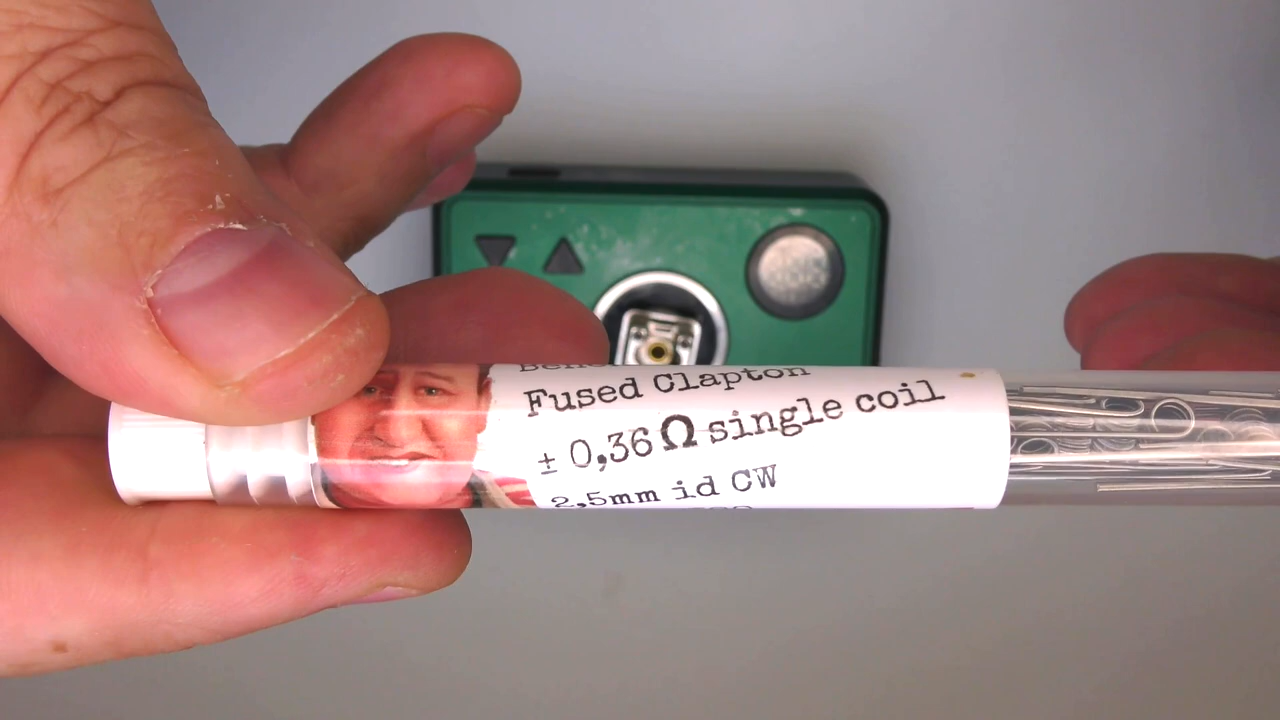 Fused Clapton
± 0,36 Ω single coil
2,5mm id CW